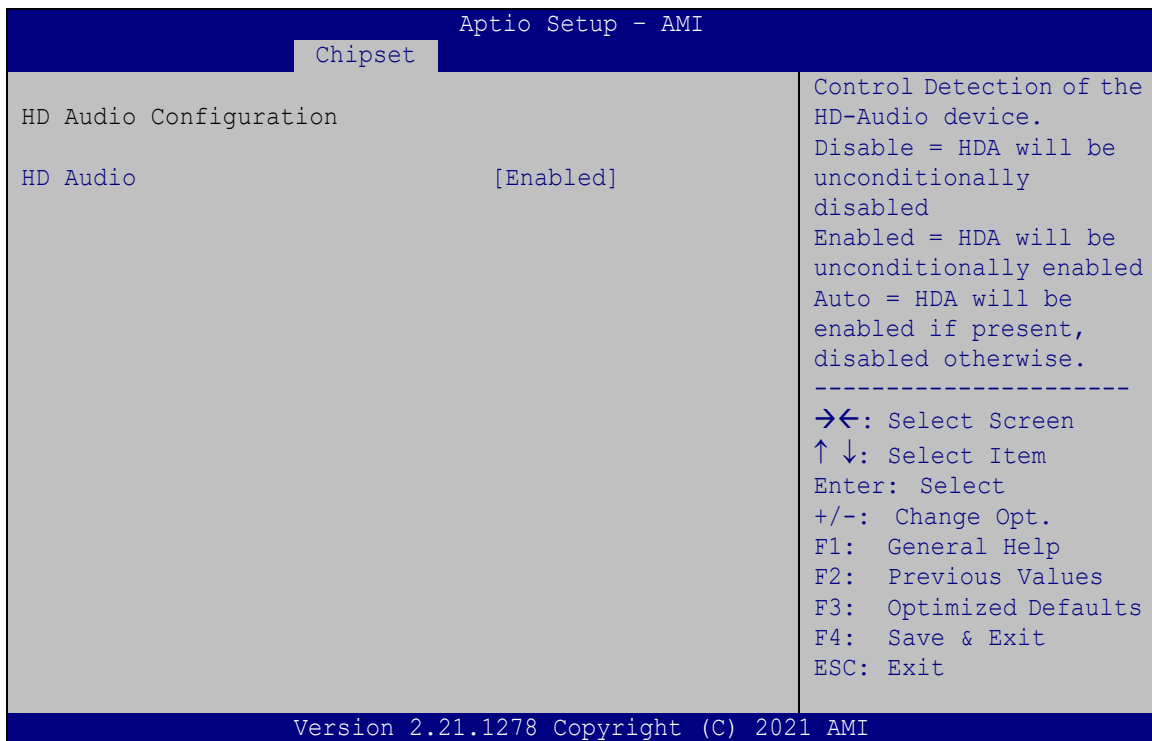 Aptio Setup – AMI
Chipset
HD Audio Configuration
HD Audio [Enabled]
Control Detection of the
HD-Audio device.
Disable = HDA will be
unconditionally
disabled
Enabled = HDA will be
unconditionally enabled
Auto = HDA will be
enabled if present,
disabled otherwise.
----------------------
→←: Select Screen
↑ ↓: Select Item
Enter: Select
+/-: Change Opt.
F1: General Help
F2: Previous Values
F3: Optimized Defaults
F4: Save & Exit
ESC: Exit
Version 2.21.1278 Copyright (C) 2021 AMI